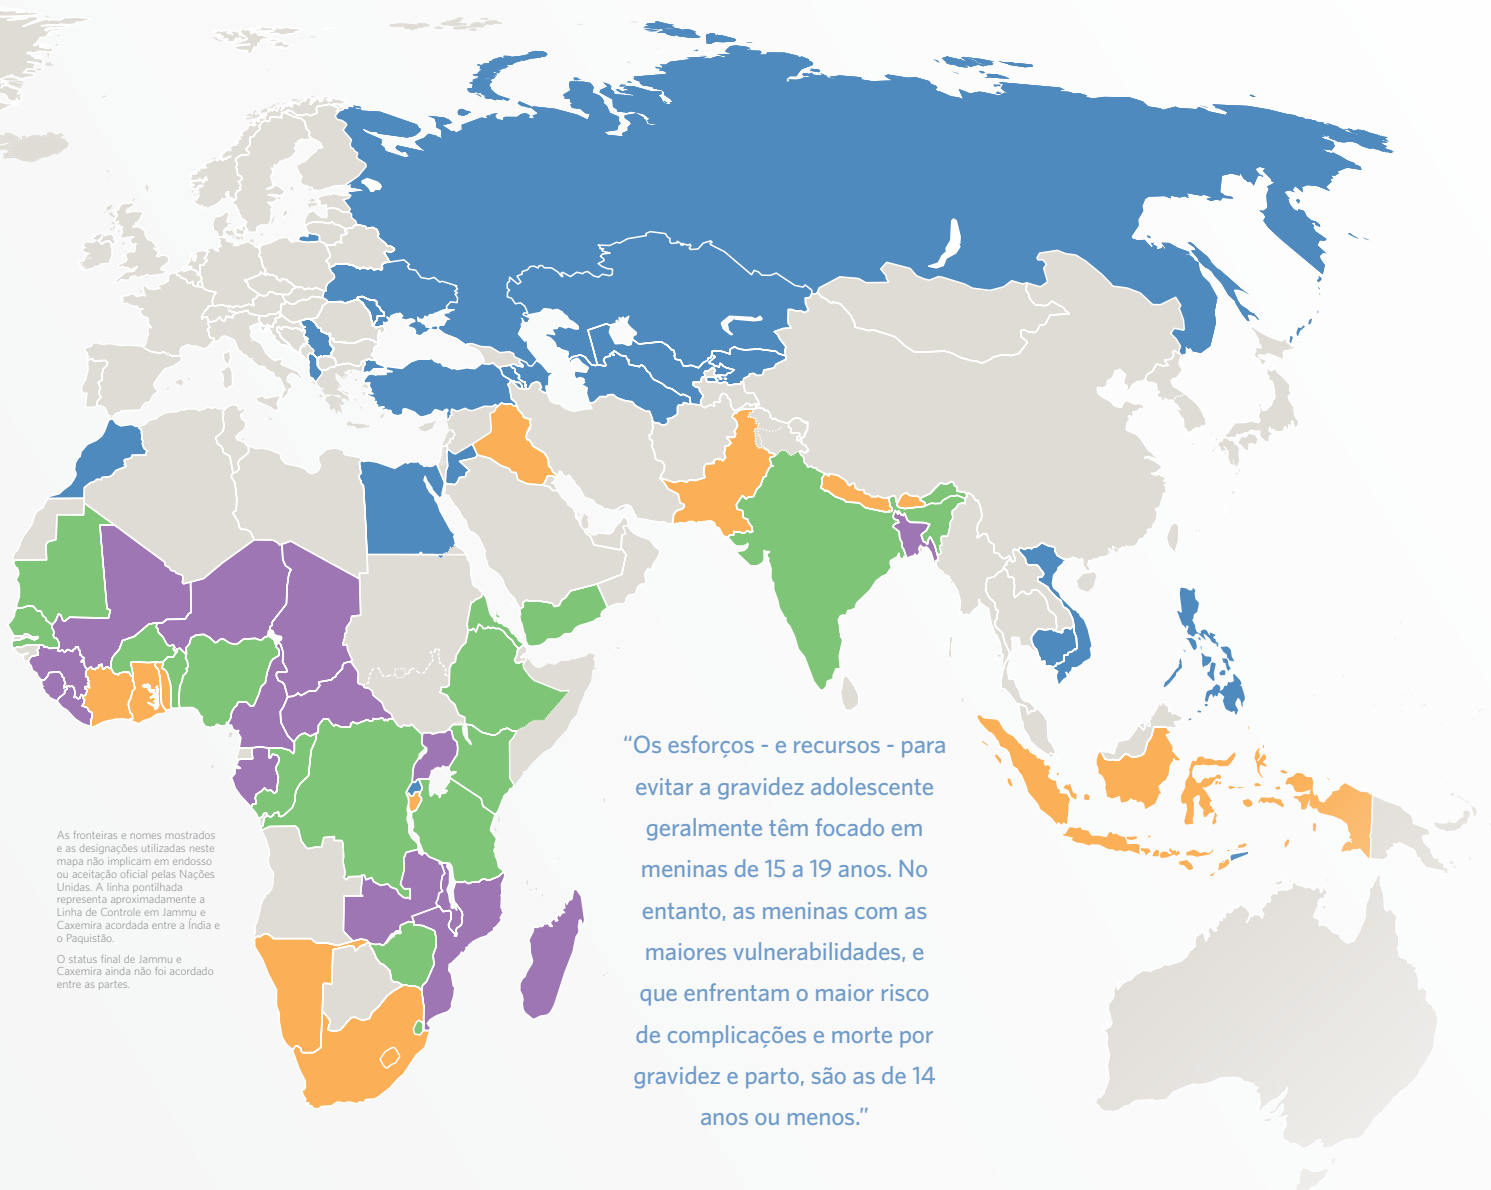 “Os esforços - e recursos - para
evitar a gravidez adolescente
geralmente têm focado em
meninas de 15 a 19 anos. No
entanto, as meninas com as
maiores vulnerabilidades, e
que enfrentam o maior risco
de complicações e morte por
gravidez e parto, são as de 14
anos ou menos.”
As fronteiras e nomes mostrados
e as designações utilizadas neste
mapa não implicam em endosso
ou aceitação oficial pelas Nações
Unidas. A linha pontilhada
representa aproximadamente a
Linha de Controle em Jammu e
Caxemira acordada entre a Índia e
o Paquistão.
O status final de Jammu e
Caxemira ainda não foi acordado
entre as partes.